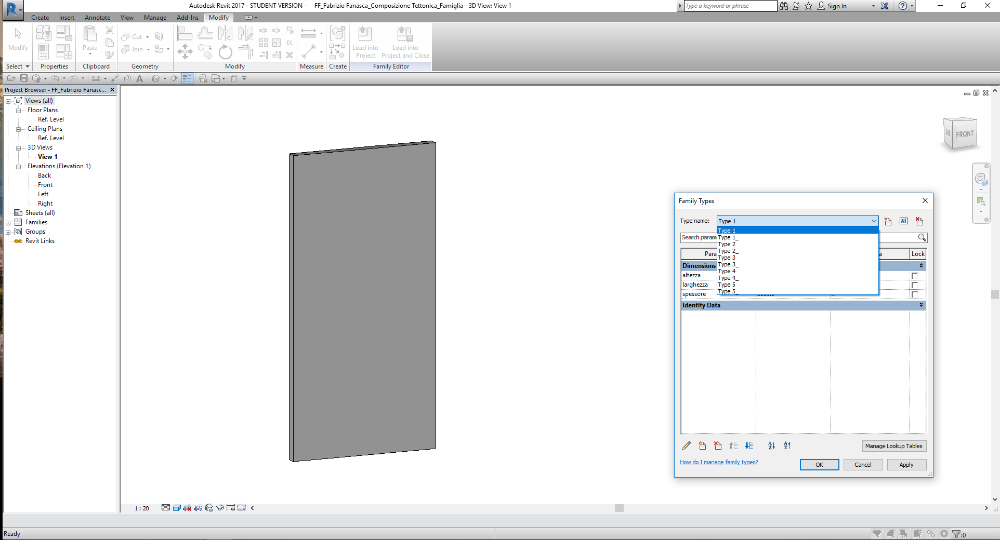 Autodesk Revit 2017 - STUDENT VERSION - FF_Fabrizio Fanasca_Composizione Tettonica_Famiglia - 3D View: View 1
Type a keyword or phrase
Sign In
Create Insert Annotate View Manage Add-Ins Modify
Modify
Paste
Cut
Join
Load into Project
Load into Project and Close
Select Properties Clipboard Geometry Modify Measure Create Family Editor
Project Browser - FF_Fabrizio Fanasc...
Views (all)
Floor Plans
Ref. Level
Ceiling Plans
Ref. Level
3D Views
View 1
Elevations (Elevation 1)
Back
Front
Left
Right
Sheets (all)
Families
Groups
Revit Links
FRONT
Family Types
Type name: Type 1
Type 1
Type 1_
Type 2
Type 2_
Type 3
Type 3_
Type 4
Type 4_
Type 5
Type 5_
Search param
Para
a
Lock
Dimensions
altezza
larghezza
spessore
Identity Data
Manage Lookup Tables
How do I manage family types?
OK Cancel Apply
1 : 20
Ready
:0